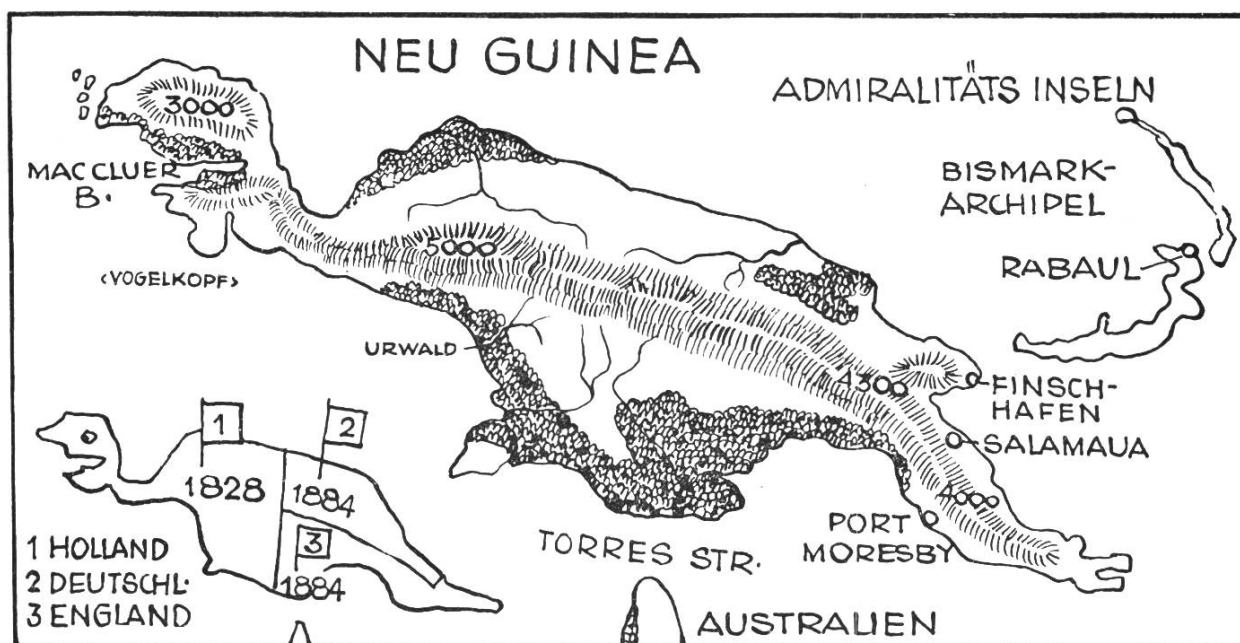 NEU GUINEA
ADMIRALITÄTS INSELN
3000
MAC CLUER
B.
BISMARK-
ARCHIPEL
5000
RABAUL
<VOGELKOPF>
URWALD
4300
FINSCH-
HAFEN
SALAMAUA
4000
PORT
MORESBY
TORRES STR.
AUSTRALIEN
1
2
1828
1884
3
1884
1 HOLLAND
2 DEUTSCHL.
3 ENGLAND